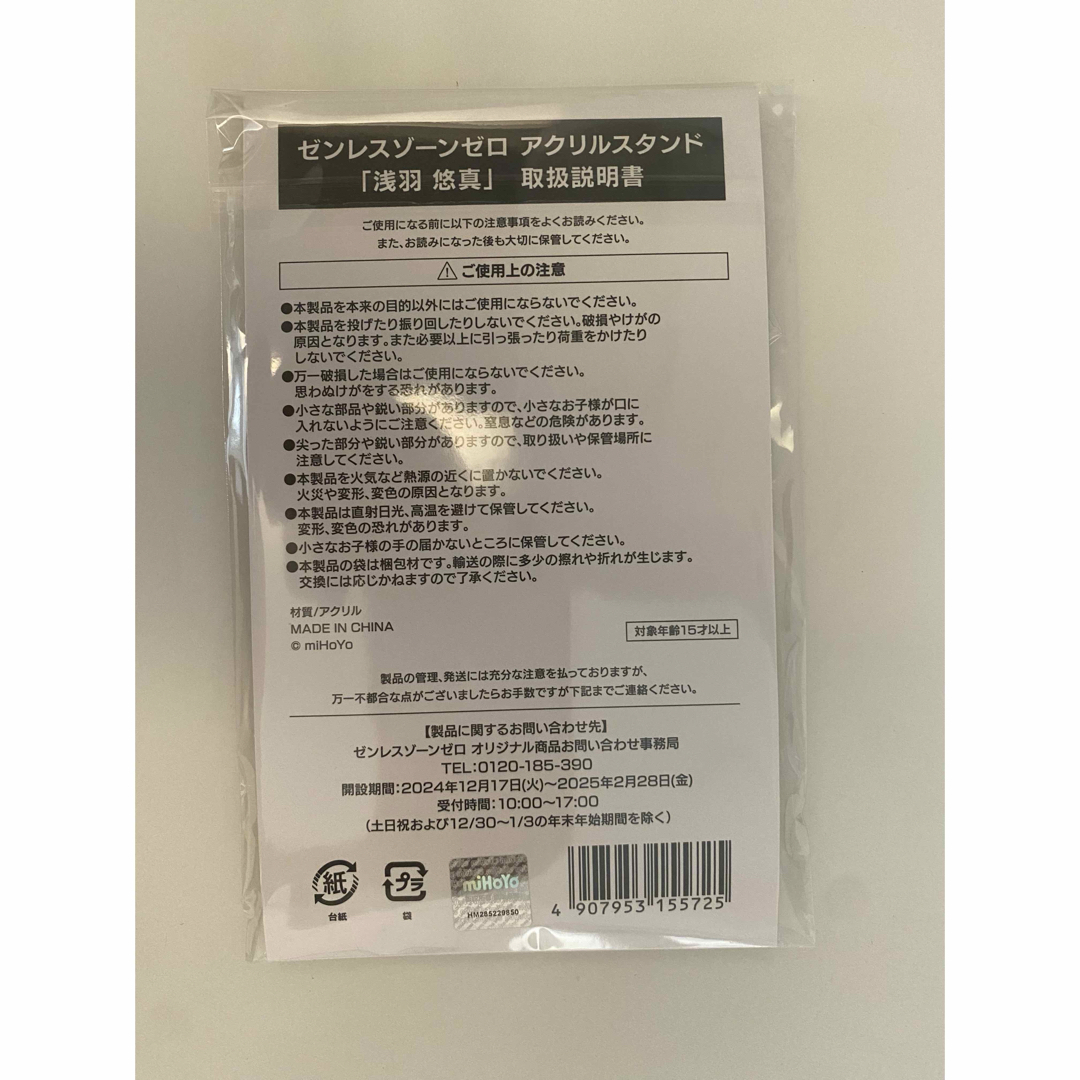 ゼンレスゾーンゼロ アクリルスタンド
「浅羽 悠真」 取扱説明書
ご使用になる前に以下の注意事項をよくお読みください。
また、お読みになった後も大切に保管してください。
⚠ ご使用上の注意
●本製品を本来の目的以外にはご使用にならないでください。
●本製品を投げたり振り回したりしないでください。破損やけがの
原因となります。また必要以上に引っ張ったり荷重をかけたり
しないでください。
●万一破損した場合はご使用にならないでください。
思わぬけがをする恐れがあります。
●小さな部品や鋭い部分がありますので、小さなお子様が口に
入れないようにご注意ください。窒息などの危険があります。
●尖った部分や鋭い部分がありますので、取り扱いや保管場所に
注意してください。
●本製品を火気など熱源の近くに置かないでください。
火災や変形、変色の原因となります。
●本製品は直射日光、高温を避けて保管してください。
変形、変色の恐れがあります。
●小さなお子様の手の届かないところに保管してください。
●本製品の袋は梱包材です。輸送の際に多少の擦れや折れが生じます。
交換には応じかねますので了承ください。
材質/アクリル
MADE IN CHINA
© miHoYo
対象年齢15才以上
製品の管理、発送には充分な注意を払っておりますが、
万一不都合な点がございましたらお手数ですが下記までご連絡ください。
【製品に関するお問い合わせ先】
ゼンレスゾーンゼロ オリジナル商品お問い合わせ事務局
TEL:0120-185-390
開設期間:2024年12月17日(火)〜2025年2月28日(金)
受付時間:10:00〜17:00
(土日祝および12/30〜1/3の年末年始期間を除く)
紙
台紙
プラ
袋
miHoYo
HM285229850
4 907953 155725